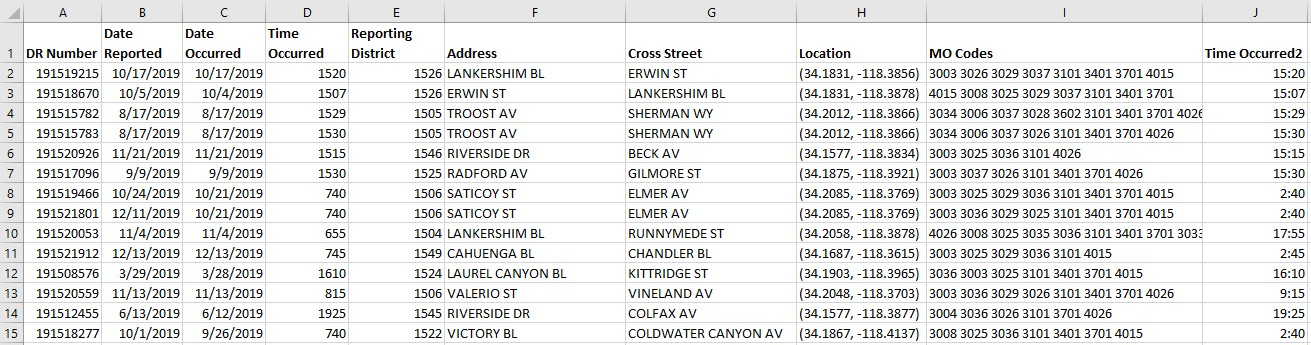 A B C D E F G H I J
1 DR Number Date Reported Date Occurred Time Occurred Reporting District Address Cross Street Location MO Codes Time Occurred2
2 191519215 10/17/2019 10/17/2019 1520 1526 LANKERSHIM BL ERWIN ST (34.1831, -118.3856) 3003 3026 3029 3037 3101 3401 3701 4015 15:20
3 191518670 10/5/2019 10/4/2019 1507 1526 ERWIN ST LANKERSHIM BL (34.1831, -118.3878) 4015 3008 3025 3029 3037 3101 3401 3701 15:07
4 191515782 8/17/2019 8/17/2019 1529 1505 TROOST AV SHERMAN WY (34.2012, -118.3866) 3034 3006 3037 3028 3602 3101 3401 3701 4026 15:29
5 191515783 8/17/2019 8/17/2019 1530 1505 TROOST AV SHERMAN WY (34.2012, -118.3866) 3034 3006 3037 3026 3101 3401 3701 4026 15:30
6 191520926 11/21/2019 11/21/2019 1515 1546 RIVERSIDE DR BECK AV (34.1577, -118.3834) 3003 3025 3036 3101 4026 15:15
7 191517096 9/9/2019 9/9/2019 1530 1525 RADFORD AV GILMORE ST (34.1875, -118.3921) 3003 3037 3026 3101 3401 3701 4026 15:30
8 191519466 10/24/2019 10/21/2019 740 1506 SATICOY ST ELMER AV (34.2085, -118.3769) 3003 3025 3029 3036 3101 3401 3701 4015 2:40
9 191521801 12/11/2019 10/21/2019 740 1506 SATICOY ST ELMER AV (34.2085, -118.3769) 3003 3036 3029 3025 3101 3401 3701 4015 2:40
10 191520053 11/4/2019 11/4/2019 655 1504 LANKERSHIM BL RUNNYMEDE ST (34.2058, -118.3878) 4026 3008 3025 3035 3036 3101 3401 3701 3033 17:55
11 191521912 12/13/2019 12/13/2019 745 1549 CAHUENGA BL CHANDLER BL (34.1687, -118.3615) 3003 3025 3029 3036 3101 4015 2:45
12 191508576 3/29/2019 3/28/2019 1610 1524 LAUREL CANYON BL KITTRIDGE ST (34.1903, -118.3965) 3036 3003 3025 3101 3401 3701 4015 16:10
13 191520559 11/13/2019 11/13/2019 815 1506 VALERIO ST VINELAND AV (34.2048, -118.3703) 3003 3036 3029 3026 3101 3401 3701 4026 9:15
14 191512455 6/13/2019 6/12/2019 1925 1545 RIVERSIDE DR COLFAX AV (34.1577, -118.3877) 3004 3036 3026 3101 3701 4026 19:25
15 191518277 10/1/2019 9/26/2019 740 1522 VICTORY BL COLDWATER CANYON AV (34.1867, -118.4137) 3008 3025 3036 3101 3401 3701 4015 2:40